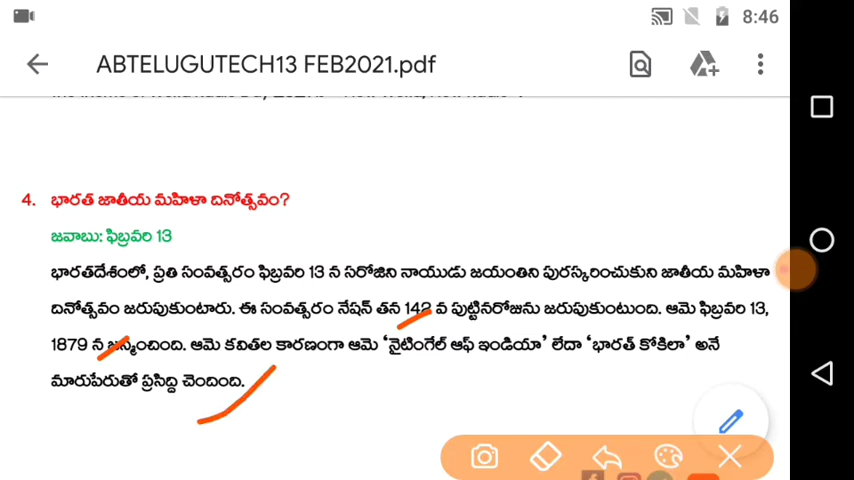 8:46
ABTELUGUTECH13 FEB2021.pdf
4. భారత జాతీయ మహిళా దినోత్సవం?
జవాబు: ఫిబ్రవరి 13
భారతదేశంలో, ప్రతి సంవత్సరం ఫిబ్రవరి 13 న సరోజిని నాయుడు జయంతిని పురస్కరించుకుని జాతీయ మహిళా
దినోత్సవం జరుపుకుంటారు. ఈ సంవత్సరం నేషన్ తన 142 వ పుట్టినరోజును జరుపుకుంటుంది. ఆమె ఫిబ్రవరి 13,
1879 న జన్మించింది. ఆమె కవితల కారణంగా ఆమె ‘నైటింగేల్ ఆఫ్ ఇండియా’ లేదా ‘భారత్ కోకిలా’ అనే
మారుపేరుతో ప్రసిద్ధి చెందింది.